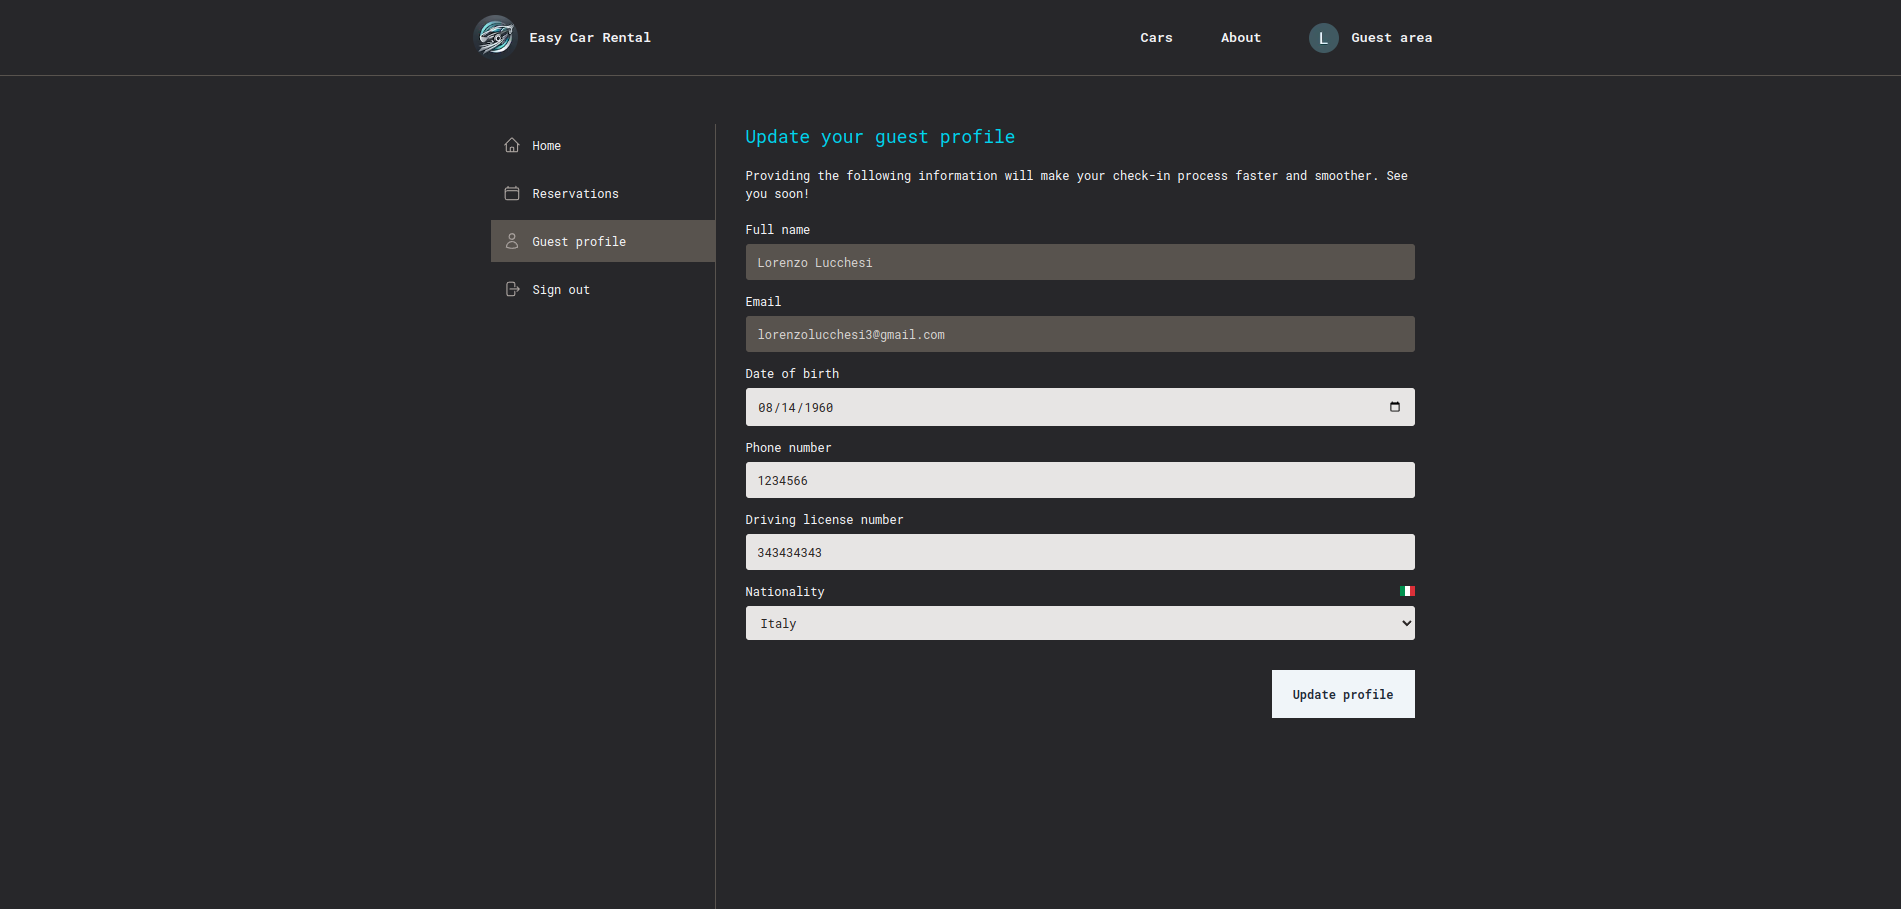 Easy Car Rental
Cars
About
L
Guest area
Home
Reservations
Guest profile
Sign out
Update your guest profile
Providing the following information will make your check-in process faster and smoother. See
you soon!
Full name
Lorenzo Lucchesi
Email
lorenzolucchesi3@gmail.com
Date of birth
08/14/1960
Phone number
1234566
Driving license number
343434343
Nationality
Italy
Update profile